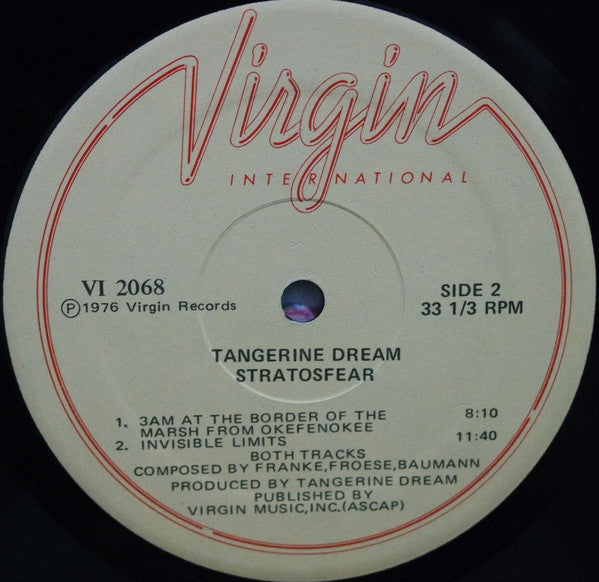 Virgin
INTERNATIONAL
VI 2068
Ⓟ1976 Virgin Records
SIDE 2
33 1/3 RPM
TANGERINE DREAM
STRATOSFEAR
1. 3AM AT THE BORDER OF THE MARSH FROM OKEFENOKEE 8:10
2. INVISIBLE LIMITS 11:40
BOTH TRACKS
COMPOSED BY FRANKE,FROESE,BAUMANN
PRODUCED BY TANGERINE DREAM
PUBLISHED BY
VIRGIN MUSIC,INC.(ASCAP)